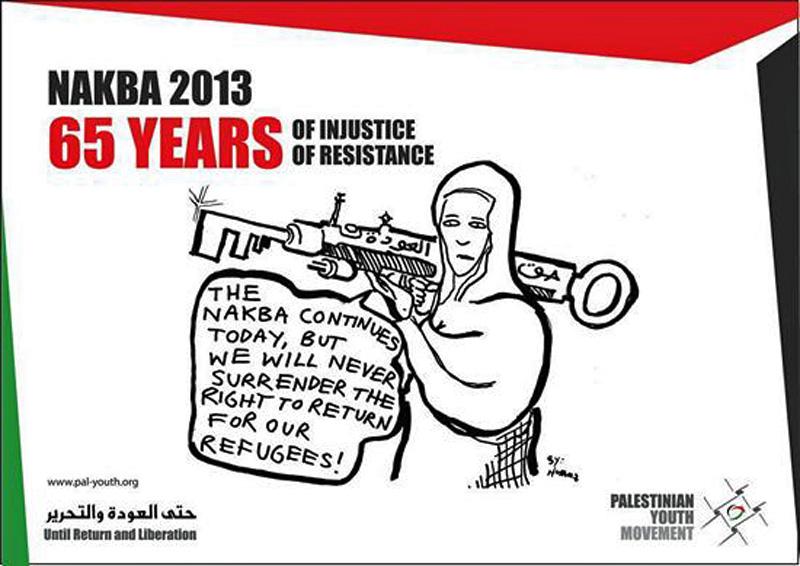 NAKBA 2013
65 YEARS
OF INJUSTICE
OF RESISTANCE
العودة
حق
THE
NAKBA CONTINUES
TODAY, BUT
WE WILL NEVER
SURRENDER THE
RIGHT TO RETURN
FOR OUR
REFUGEES!
BY:
www.pal-youth.org
حتى العودة والتحرير
Until Return and Liberation
PALESTINIAN
YOUTH
MOVEMENT